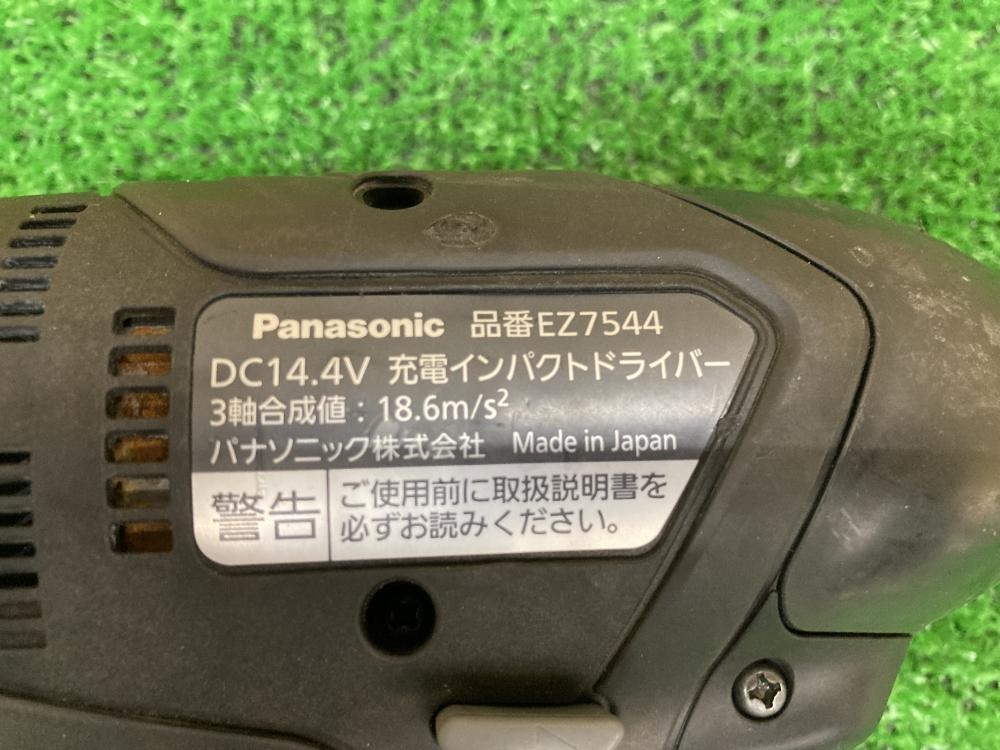 Panasonic 品番EZ7544
DC14.4V 充電インパクトドライバー
3軸合成値：18.6m/s²
パナソニック株式会社 Made in Japan
警告
ご使用前に取扱説明書を
必ずお読みください。